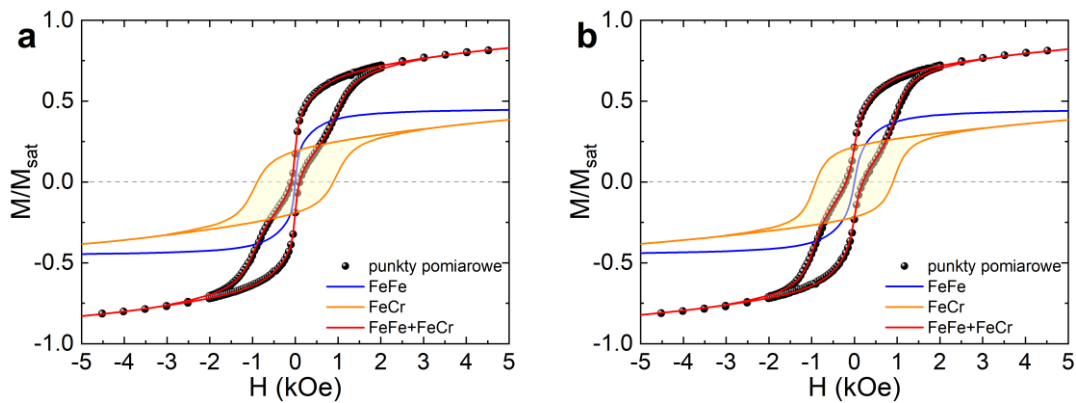 a
1.0
0.5
0.0
-0.5
-1.0
M/Msat
punkty pomiarowe
FeFe
FeCr
FeFe+FeCr
-5 -4 -3 -2 -1 0 1 2 3 4 5
H (kOe)
b
1.0
0.5
0.0
-0.5
-1.0
M/Msat
punkty pomiarowe
FeFe
FeCr
FeFe+FeCr
-5 -4 -3 -2 -1 0 1 2 3 4 5
H (kOe)